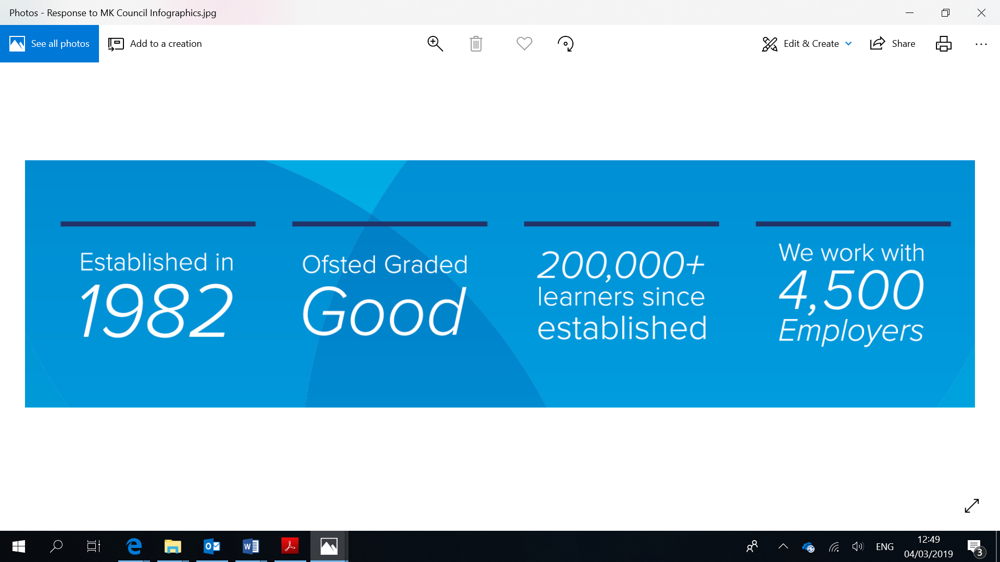 Photos - Response to MK Council Infographics.jpg
See all photos
Add to a creation
Edit & Create
Share
Established in
1982
Ofsted Graded
Good
200,000+
learners since
established
We work with
4,500
Employers
ENG
12:49
04/03/2019
3